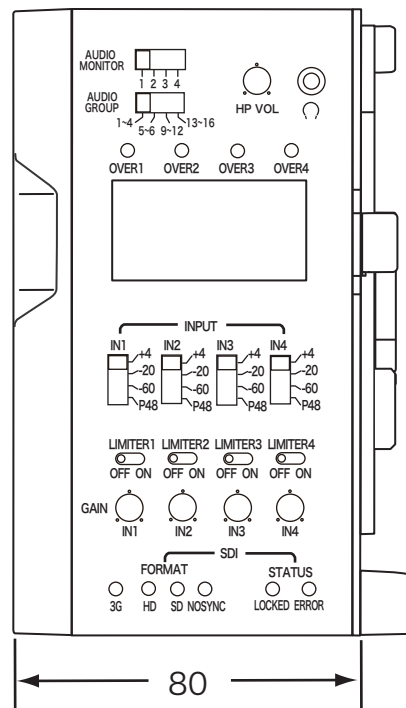 AUDIO
MONITOR
1 2 3 4
AUDIO
GROUP
1~4 5~6 9~12 13~16
HP VOL
OVER1 OVER2 OVER3 OVER4
INPUT
IN1 IN2 IN3 IN4
+4 +4 +4 +4
-20 -20 -20 -20
-60 -60 -60 -60
P48 P48 P48 P48
LIMITER1 LIMITER2 LIMITER3 LIMITER4
OFF ON OFF ON OFF ON OFF ON
GAIN
IN1 IN2 IN3 IN4
SDI
FORMAT STATUS
3G HD SD NOSYNC LOCKED ERROR
80